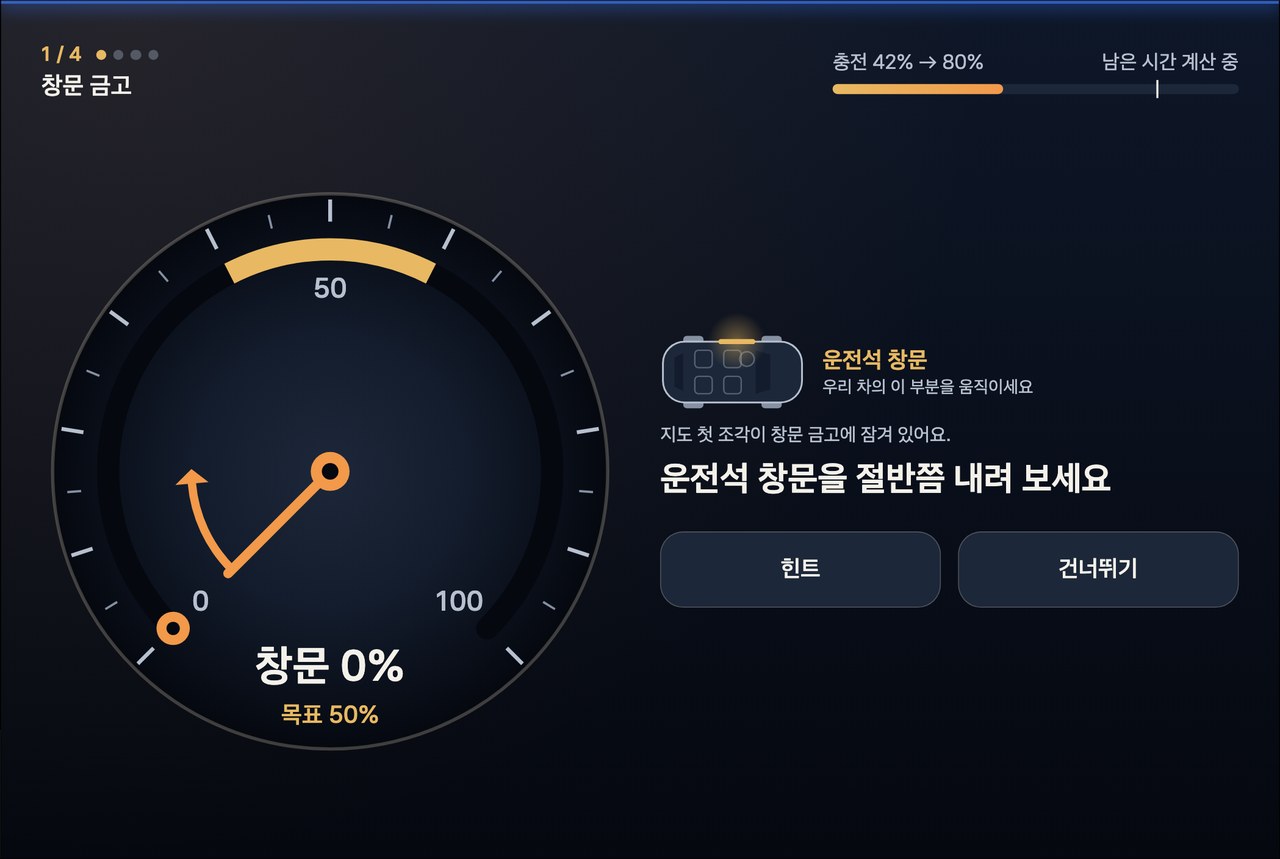 1 / 4
창문 금고
충전 42% → 80%
남은 시간 계산 중
50
0
100
창문 0%
목표 50%
운전석 창문
우리 차의 이 부분을 움직이세요
지도 첫 조각이 창문 금고에 잠겨 있어요.
운전석 창문을 절반쯤 내려 보세요
힌트
건너뛰기